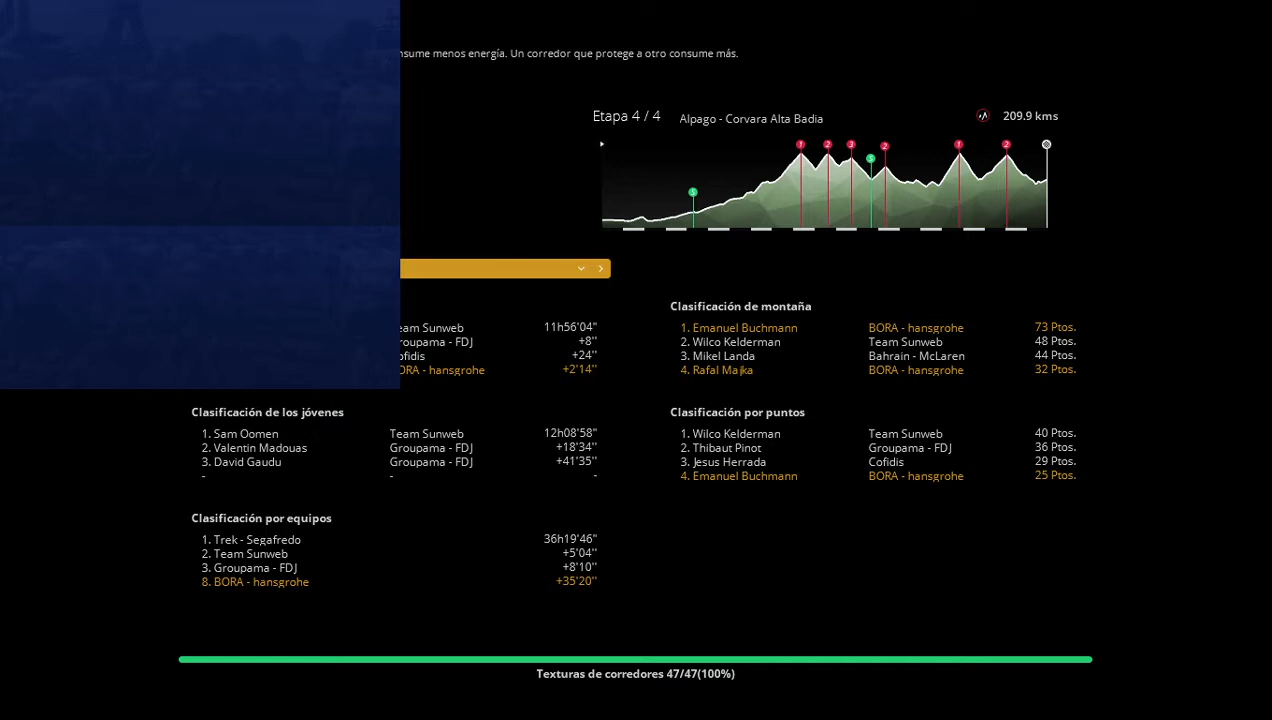 nsume menos energía. Un corredor que protege a otro consume más.
Etapa 4 / 4 Alpago - Corvara Alta Badia 209.9 kms
1 2 3 S 2 1 2
S
Clasificación de montaña
eam Sunweb 11h56'04"
roupama - FDJ +8''
ofidis +24''
ORA - hansgrohe +2'14''
1. Emanuel Buchmann BORA - hansgrohe 73 Ptos.
2. Wilco Kelderman Team Sunweb 48 Ptos.
3. Mikel Landa Bahrain - McLaren 44 Ptos.
4. Rafal Majka BORA - hansgrohe 32 Ptos.
Clasificación de los jóvenes
1. Sam Oomen Team Sunweb 12h08'58"
2. Valentin Madouas Groupama - FDJ +18'34''
3. David Gaudu Groupama - FDJ +41'35''
- - -
Clasificación por puntos
1. Wilco Kelderman Team Sunweb 40 Ptos.
2. Thibaut Pinot Groupama - FDJ 36 Ptos.
3. Jesus Herrada Cofidis 29 Ptos.
4. Emanuel Buchmann BORA - hansgrohe 25 Ptos.
Clasificación por equipos
1. Trek - Segafredo 36h19'46"
2. Team Sunweb +5'04''
3. Groupama - FDJ +8'10''
8. BORA - hansgrohe +35'20''
Texturas de corredores 47/47(100%)